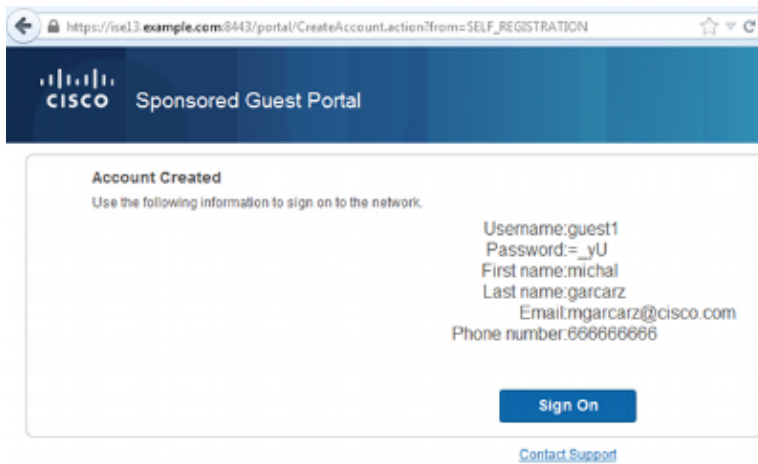 https://ise13.example.com:8443/portal/CreateAccount.action?from=SELF_REGISTRATION
CISCO Sponsored Guest Portal
Account Created
Use the following information to sign on to the network.
Username:guest1
Password:=_yU
First name:michal
Last name:garcarz
Email:mgarcarz@cisco.com
Phone number:666666666
Sign On
Contact Support